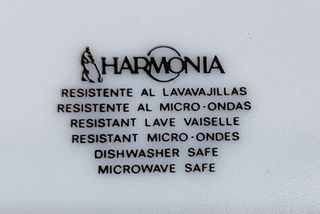 HARMONIA
RESISTENTE AL LAVAVAJILLAS
RESISTENTE AL MICRO-ONDAS
RESISTANT LAVE VAISELLE
RESISTANT MICRO-ONDES
DISHWASHER SAFE
MICROWAVE SAFE